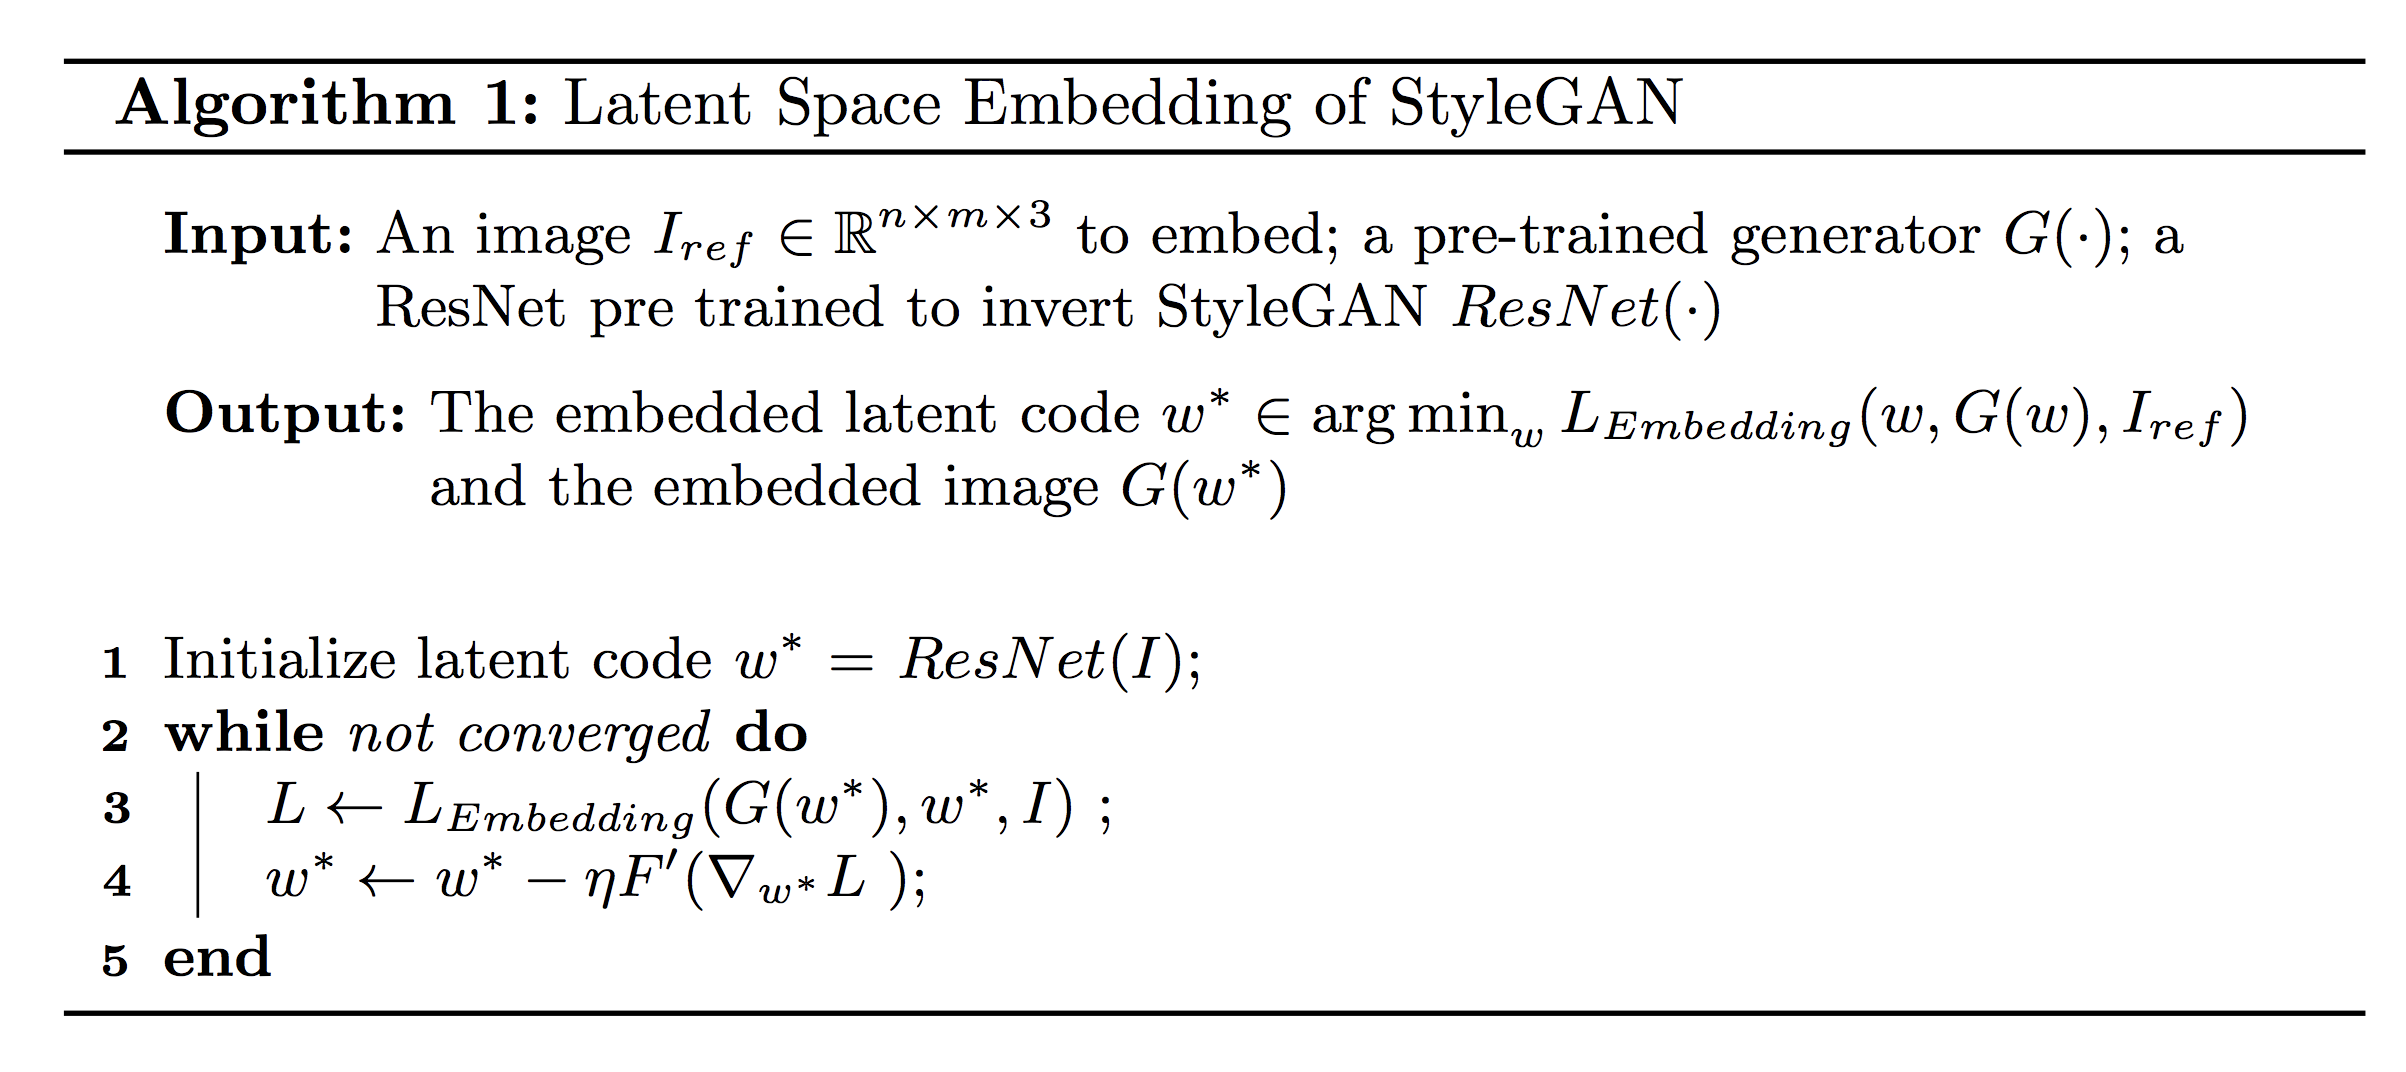 Algorithm 1: Latent Space Embedding of StyleGAN
Input: An image $I_{ref} \in \mathbb{R}^{n \times m \times 3}$ to embed; a pre-trained generator $G(\cdot)$; a
ResNet pre trained to invert StyleGAN $ResNet(\cdot)$
Output: The embedded latent code $w^* \in \arg\min_w L_{Embedding}(w, G(w), I_{ref})$
and the embedded image $G(w^*)$
1 Initialize latent code $w^* = ResNet(I)$;
2 while not converged do
3 $L \leftarrow L_{Embedding}(G(w^*), w^*, I)$ ;
4 $w^* \leftarrow w^* - \eta F'(\nabla_{w^*} L$ );
5 end